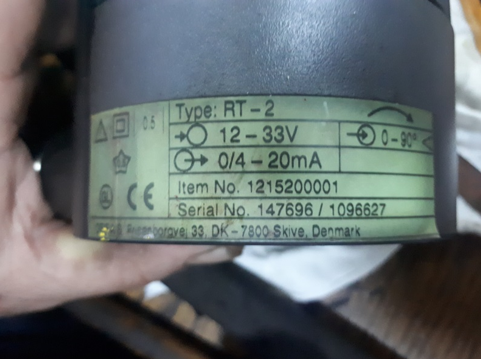 Type: RT-2
0.5
12-33V
0-90°
0/4-20mA
CE
Item No. 1215200001
Serial No. 147696 / 1096627
33, DK-7800 Skive, Denmark